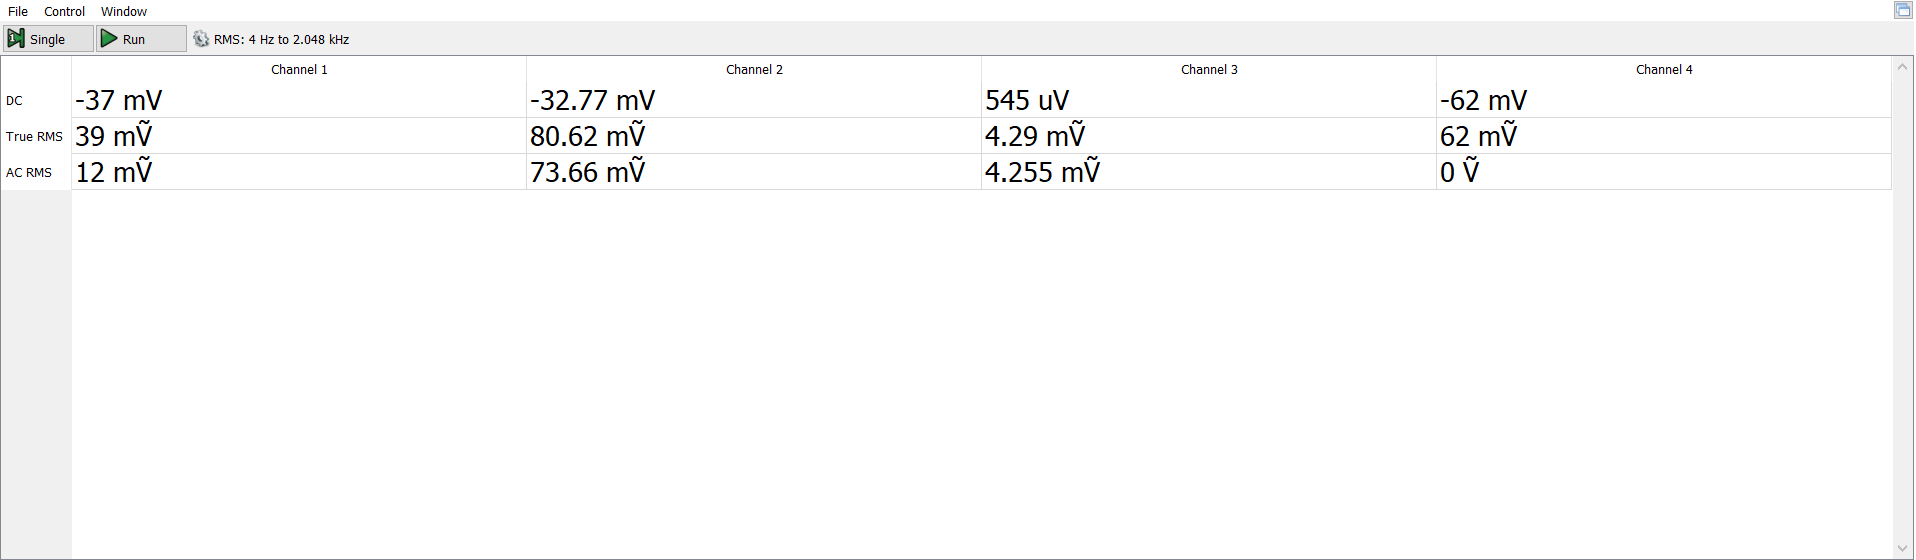 File Control Window
Single Run RMS: 4 Hz to 2.048 kHz
Channel 1 Channel 2 Channel 3 Channel 4
DC -37 mV -32.77 mV 545 uV -62 mV
True RMS 39 mṼ 80.62 mṼ 4.29 mṼ 62 mṼ
AC RMS 12 mṼ 73.66 mṼ 4.255 mṼ 0 Ṽ